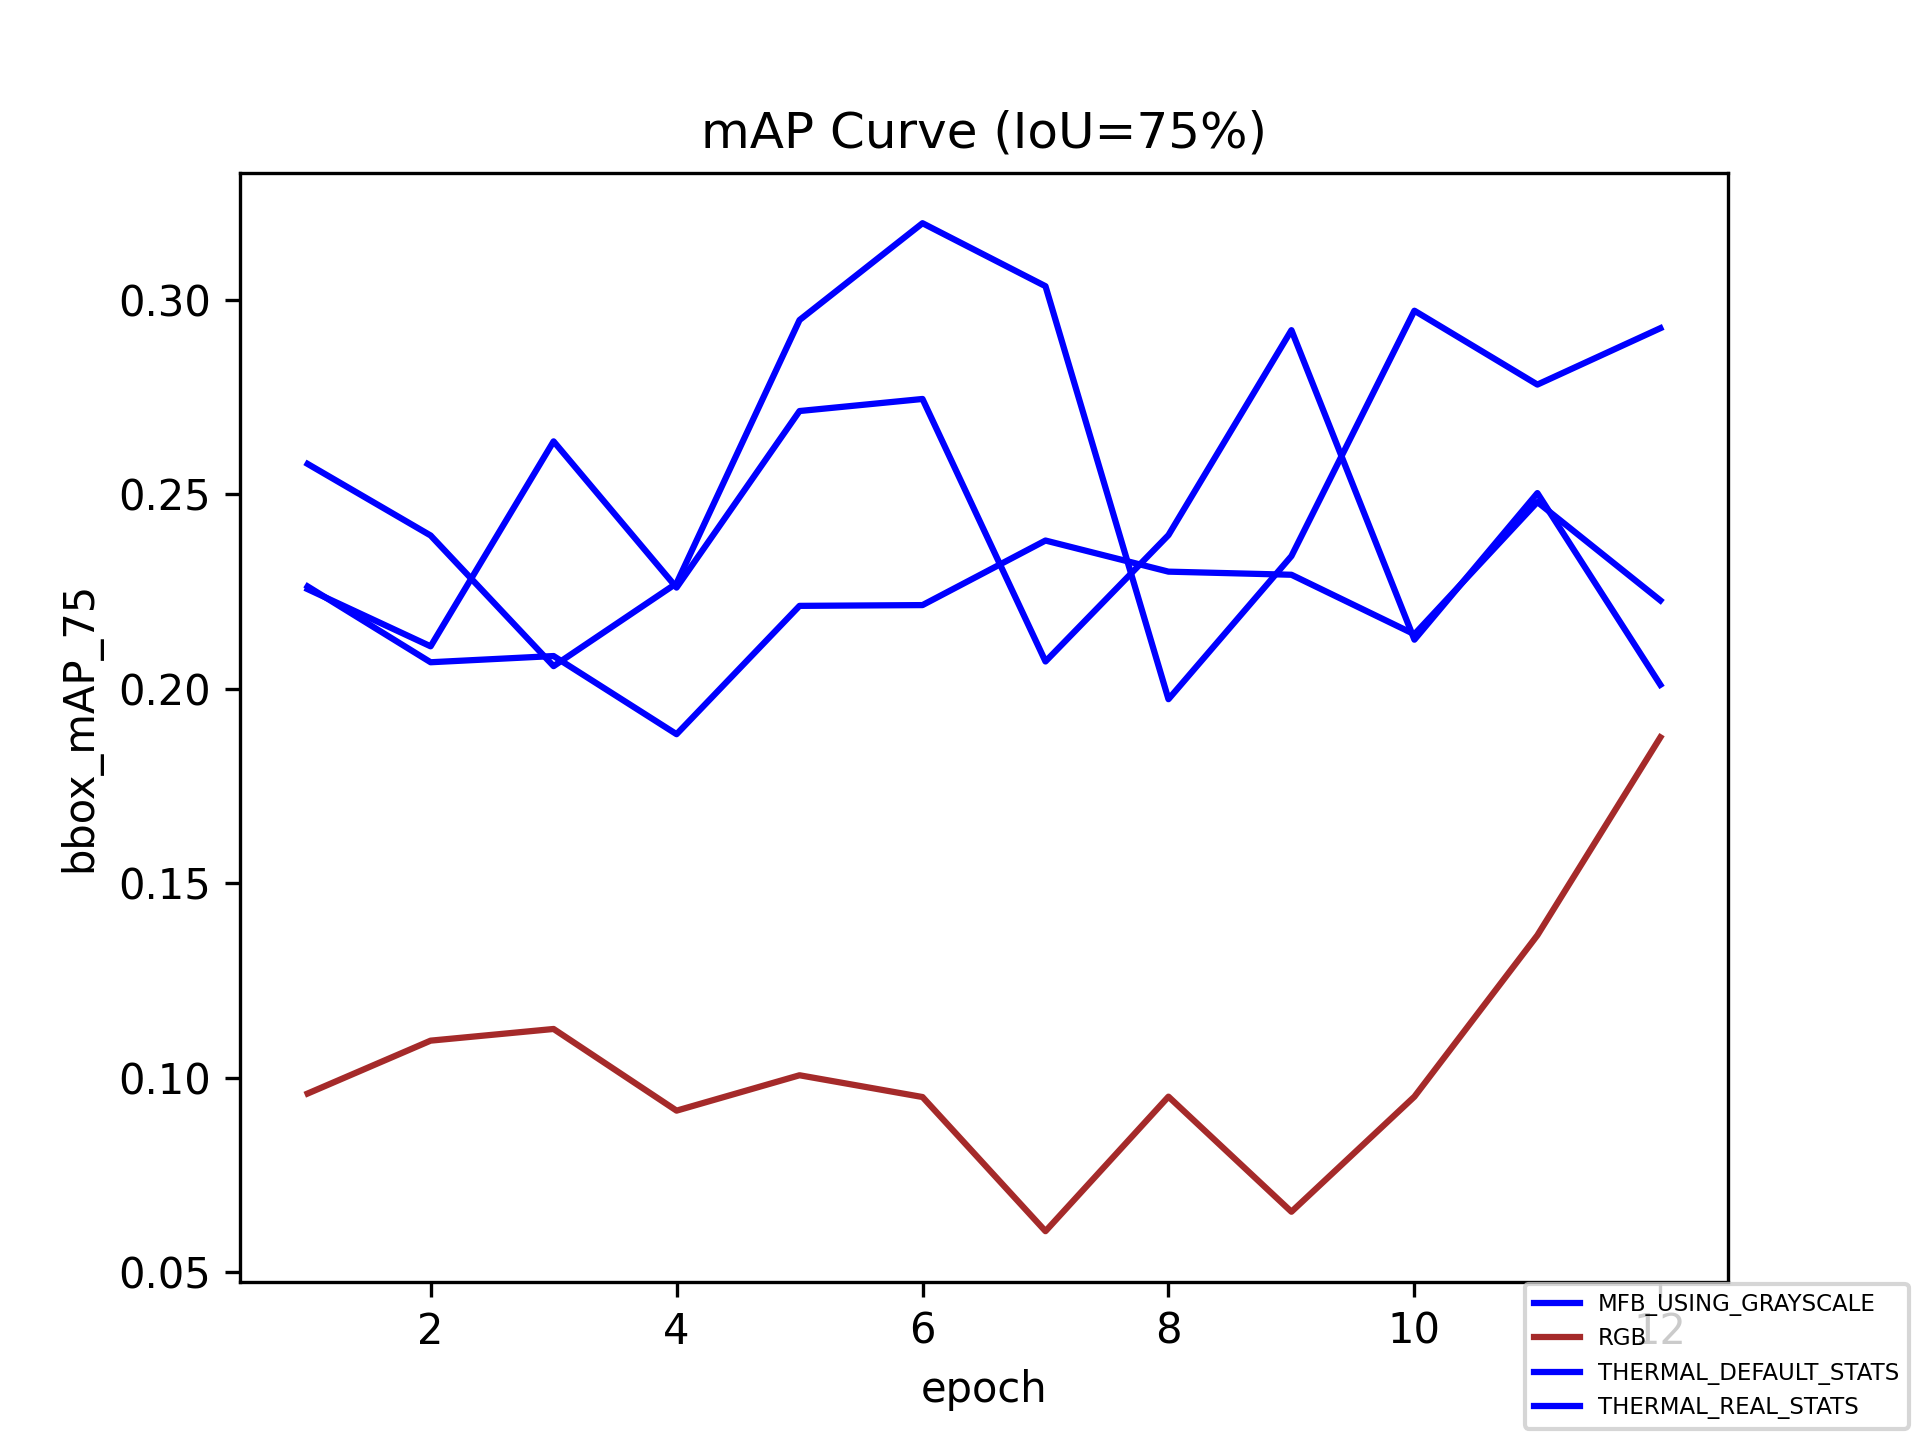 mAP Curve (IoU=75%)
0.30
0.25
0.20
0.15
0.10
0.05
bbox_mAP_75
2 4 6 8 10 12
epoch
MFB_USING_GRAYSCALE
RGB
THERMAL_DEFAULT_STATS
THERMAL_REAL_STATS